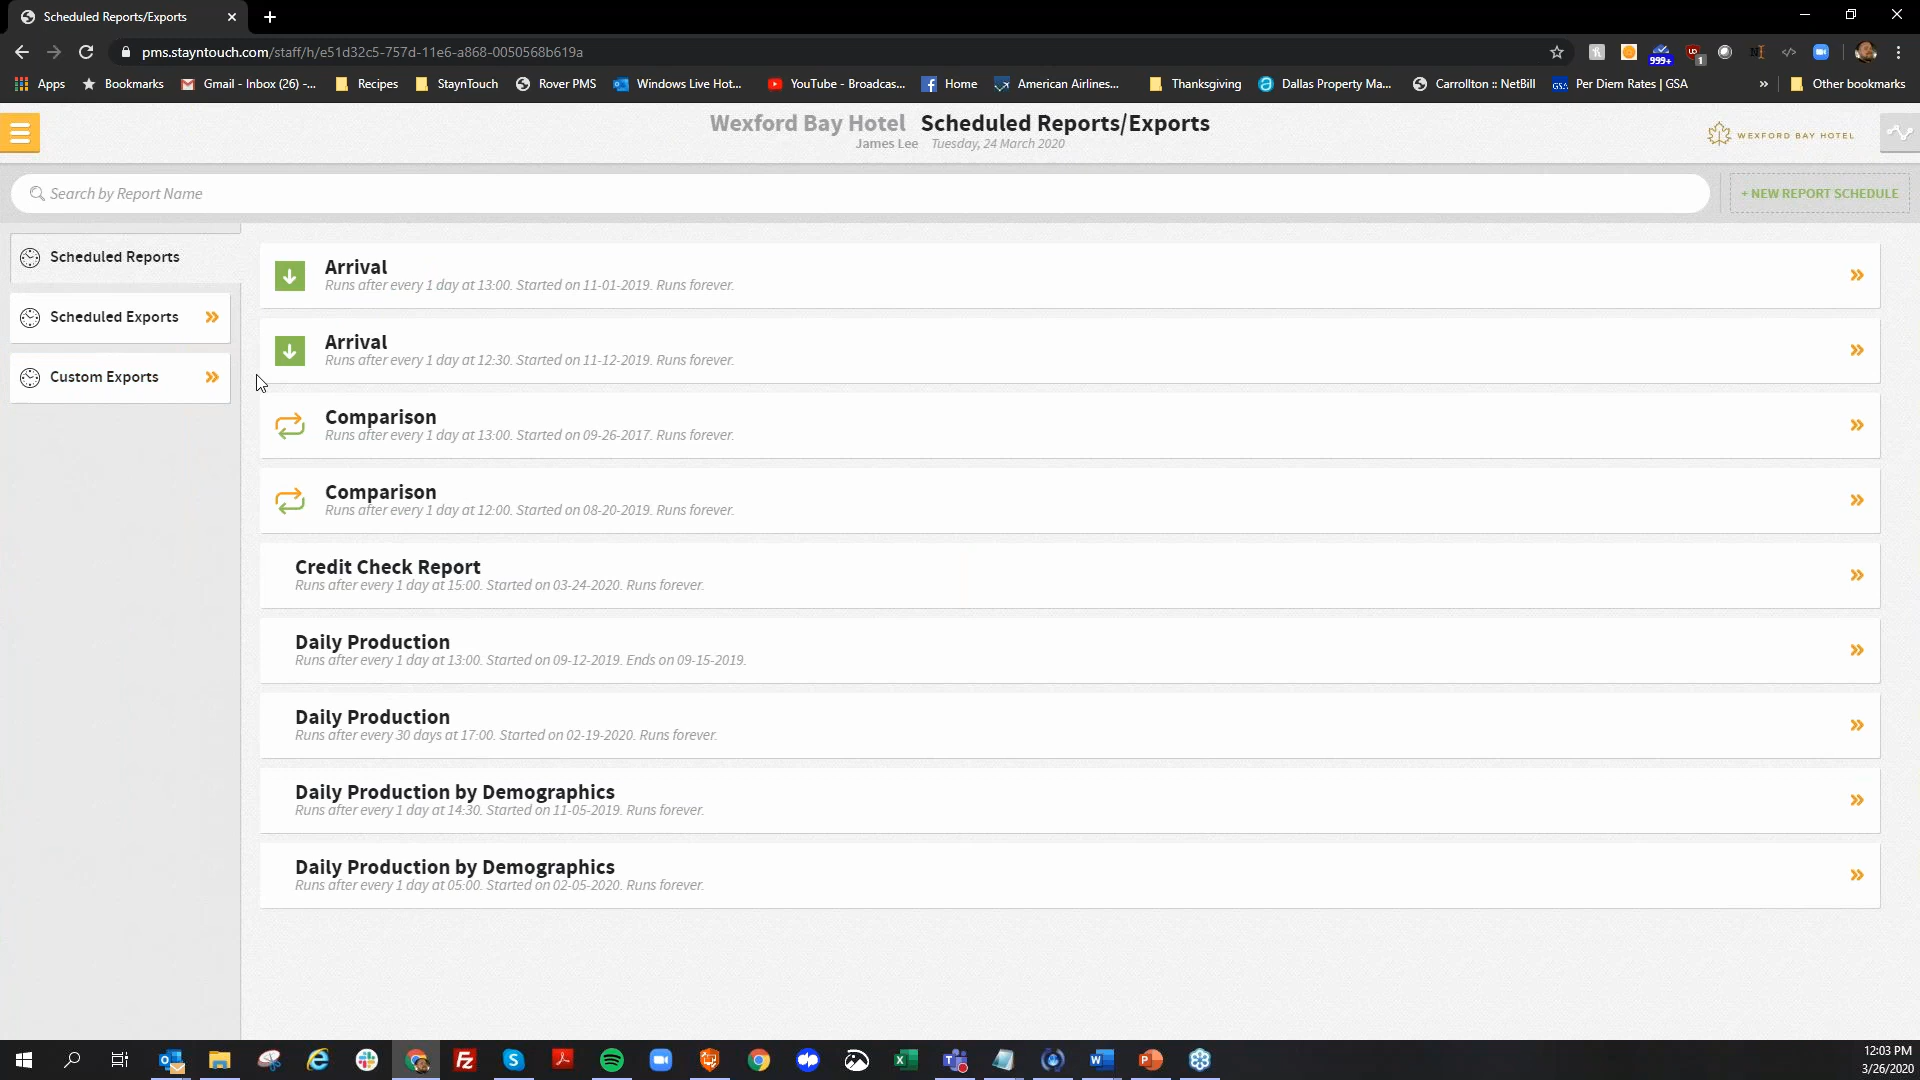 Scheduled Reports/Exports
pms.stayntouch.com/staff/h/e51d32c5-757d-11e6-a868-0050568b619a
999+
1
Apps
Bookmarks
Gmail - Inbox (26) -...
Recipes
StaynTouch
Rover PMS
Windows Live Hot...
YouTube - Broadcas...
Home
American Airlines...
Thanksgiving
Dallas Property Ma...
Carrollton :: NetBill
Per Diem Rates | GSA
»
Other bookmarks
Wexford Bay Hotel Scheduled Reports/Exports
James Lee Tuesday, 24 March 2020
WEXFORD BAY HOTEL
Search by Report Name
+ NEW REPORT SCHEDULE
Scheduled Reports
Scheduled Exports
Custom Exports
Arrival
Runs after every 1 day at 13:00. Started on 11-01-2019. Runs forever.
Arrival
Runs after every 1 day at 12:30. Started on 11-12-2019. Runs forever.
Comparison
Runs after every 1 day at 13:00. Started on 09-26-2017. Runs forever.
Comparison
Runs after every 1 day at 12:00. Started on 08-20-2019. Runs forever.
Credit Check Report
Runs after every 1 day at 15:00. Started on 03-24-2020. Runs forever.
Daily Production
Runs after every 1 day at 13:00. Started on 09-12-2019. Ends on 09-15-2019.
Daily Production
Runs after every 30 days at 17:00. Started on 02-19-2020. Runs forever.
Daily Production by Demographics
Runs after every 1 day at 14:30. Started on 11-05-2019. Runs forever.
Daily Production by Demographics
Runs after every 1 day at 05:00. Started on 02-05-2020. Runs forever.
12:03 PM
3/26/2020